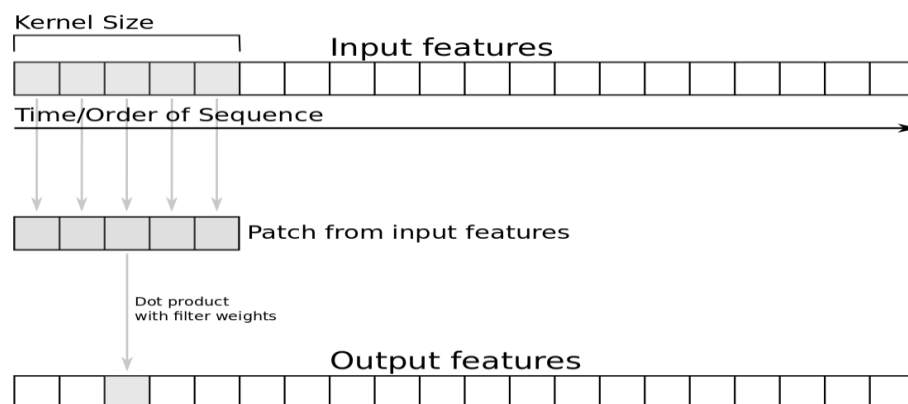 Kernel Size
Input features
Time/Order of Sequence
Patch from input features
Dot product
with filter weights
Output features